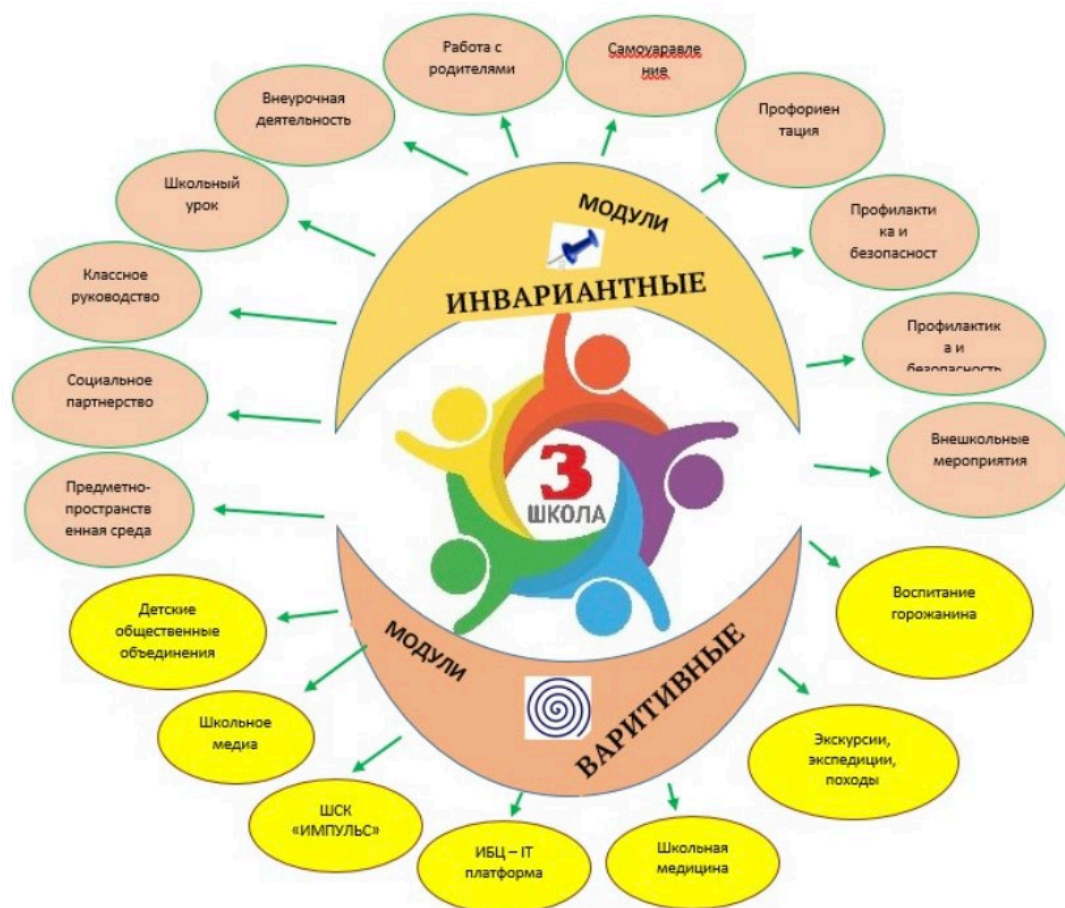 Работа с
родителями
Самоуаравле
ние
Внеурочная
деятельность
Профориен
тация
Школьный
урок
МОДУЛИ
ИНВАРИАНТНЫЕ
Профилакти
ка и
безопасност
Классное
руководство
Профилактик
а и
безопасность
Социальное
партнерство
Внешкольные
мероприятия
Предметно-
пространств
енная среда
3
ШКОЛА
Детские
общественные
объединения
Воспитание
горожанина
МОДУЛИ
ВАРИТИВНЫЕ
Школьное
медиа
Экскурсии,
экспедиции,
походы
ШСК
«ИМПУЛЬС»
ИБЦ – IT
платформа
Школьная
медицина